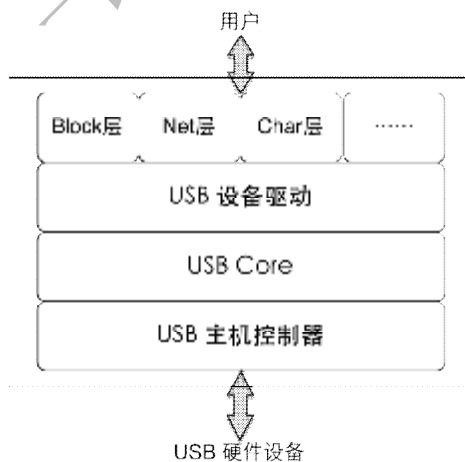 用户
Block层 Net层 Char层 ……
USB 设备驱动
USB Core
USB 主机控制器
USB 硬件设备